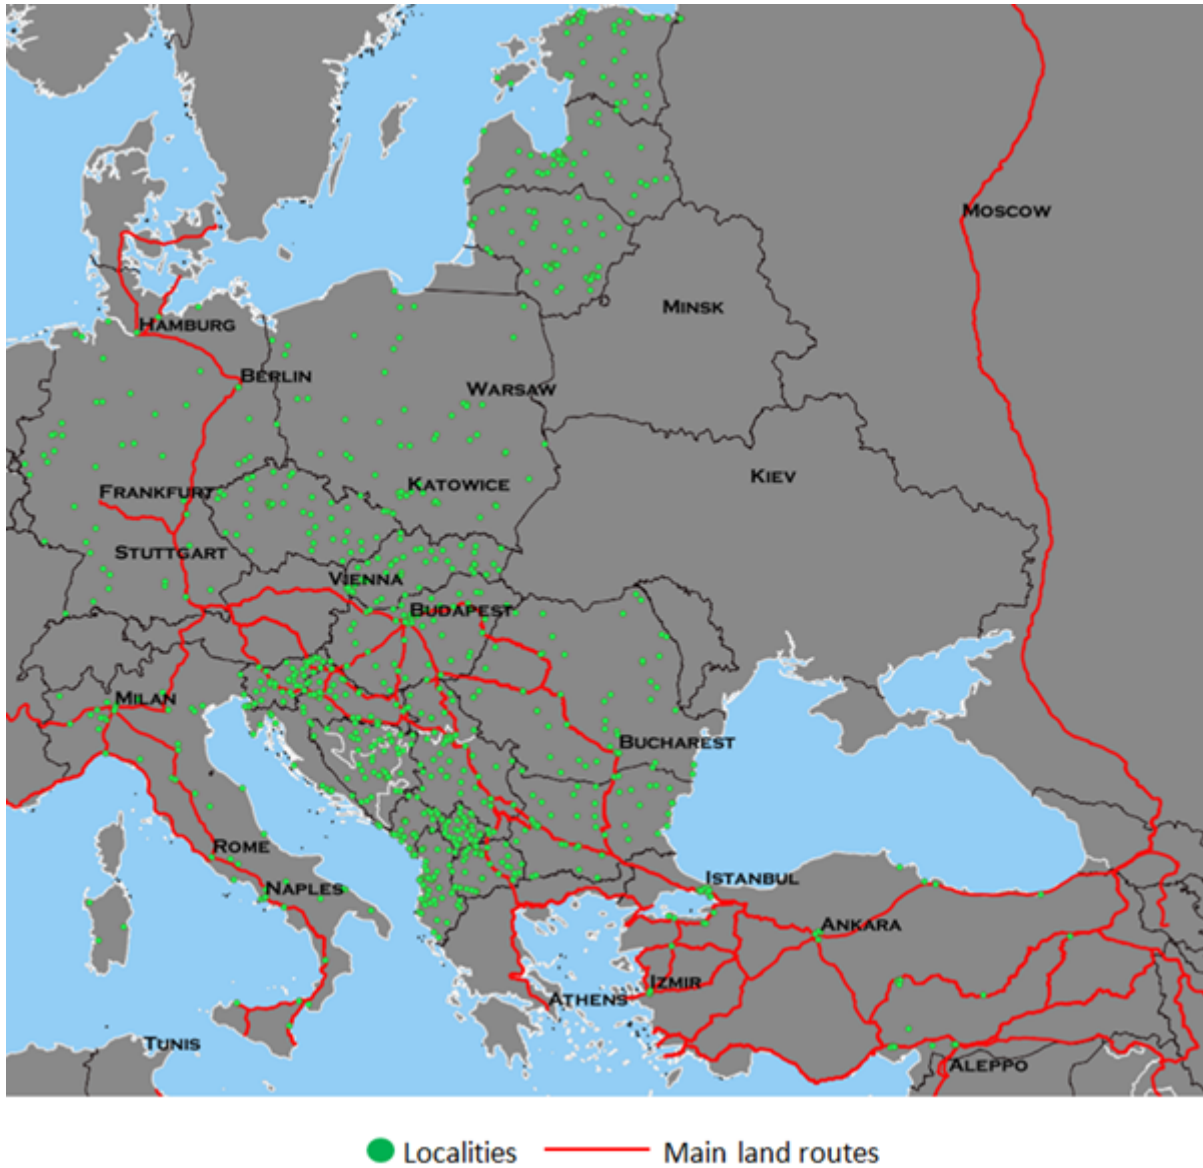 MOSCOW
MINSK
HAMBURG
BERLIN
WARSAW
KIEV
KATOWICE
FRANKFURT
STUTTGART
VIENNA
BUDAPEST
MILAN
BUCHAREST
ROME
ISTANBUL
NAPLES
ANKARA
IZMIR
ATHENS
TUNIS
ALEPPO
Localities Main land routes